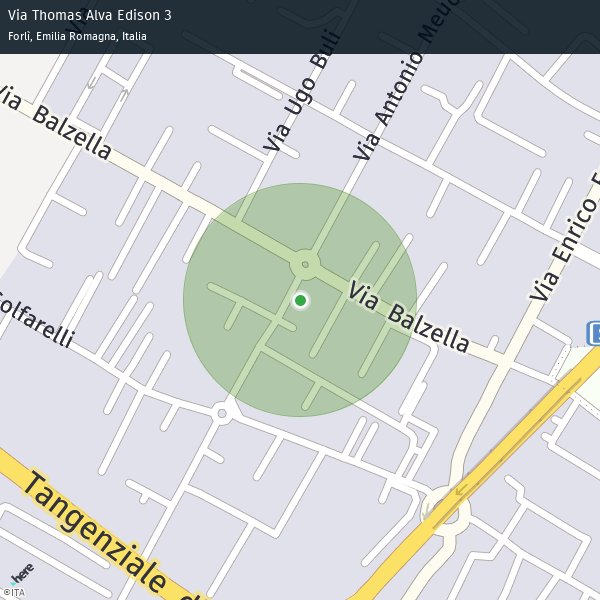 Via Thomas Alva Edison 3
Forlì, Emilia Romagna, Italia
Via
Via Balzella
Via Ugo Buli
Via Antonio Meuc
Via Enrico F
Via Balzella
olfarelli
Tangenziale d
here
©ITA